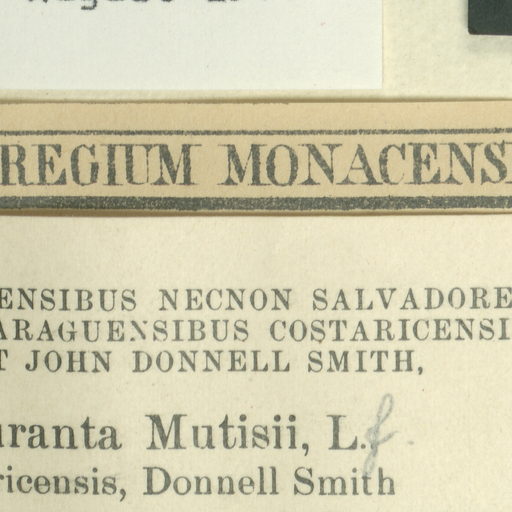 REGIUM MONACENS
ENSIBUS NECNON SALVADORE
ARAGUENSIBUS COSTARICENSI
T JOHN DONNELL SMITH,
uranta Mutisii, L.f.
ricensis, Donnell Smith